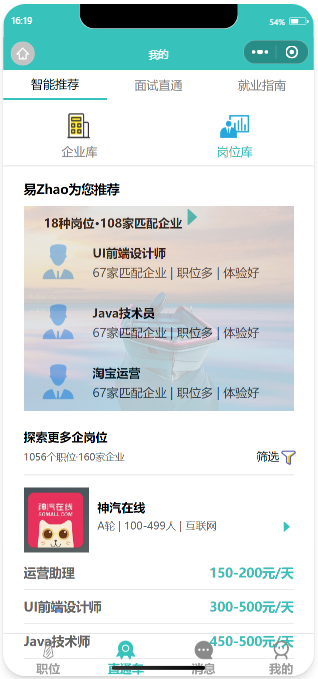 16:19
54%
我的
智能推荐 面试直通 就业指南
企业库 岗位库
易Zhao为您推荐
18种岗位·108家匹配企业
UI前端设计师
67家匹配企业 | 职位多 | 体验好
Java技术员
67家匹配企业 | 职位多 | 体验好
淘宝运营
67家匹配企业 | 职位多 | 体验好
探索更多企岗位
1056个职位·160家企业 筛选
神汽在线
SQMALL.COM
神汽在线
A轮 | 100-499人 | 互联网
运营助理 150-200元/天
UI前端设计师 300-500元/天
Java技术师 450-500元/天
职位 直通车 消息 我的